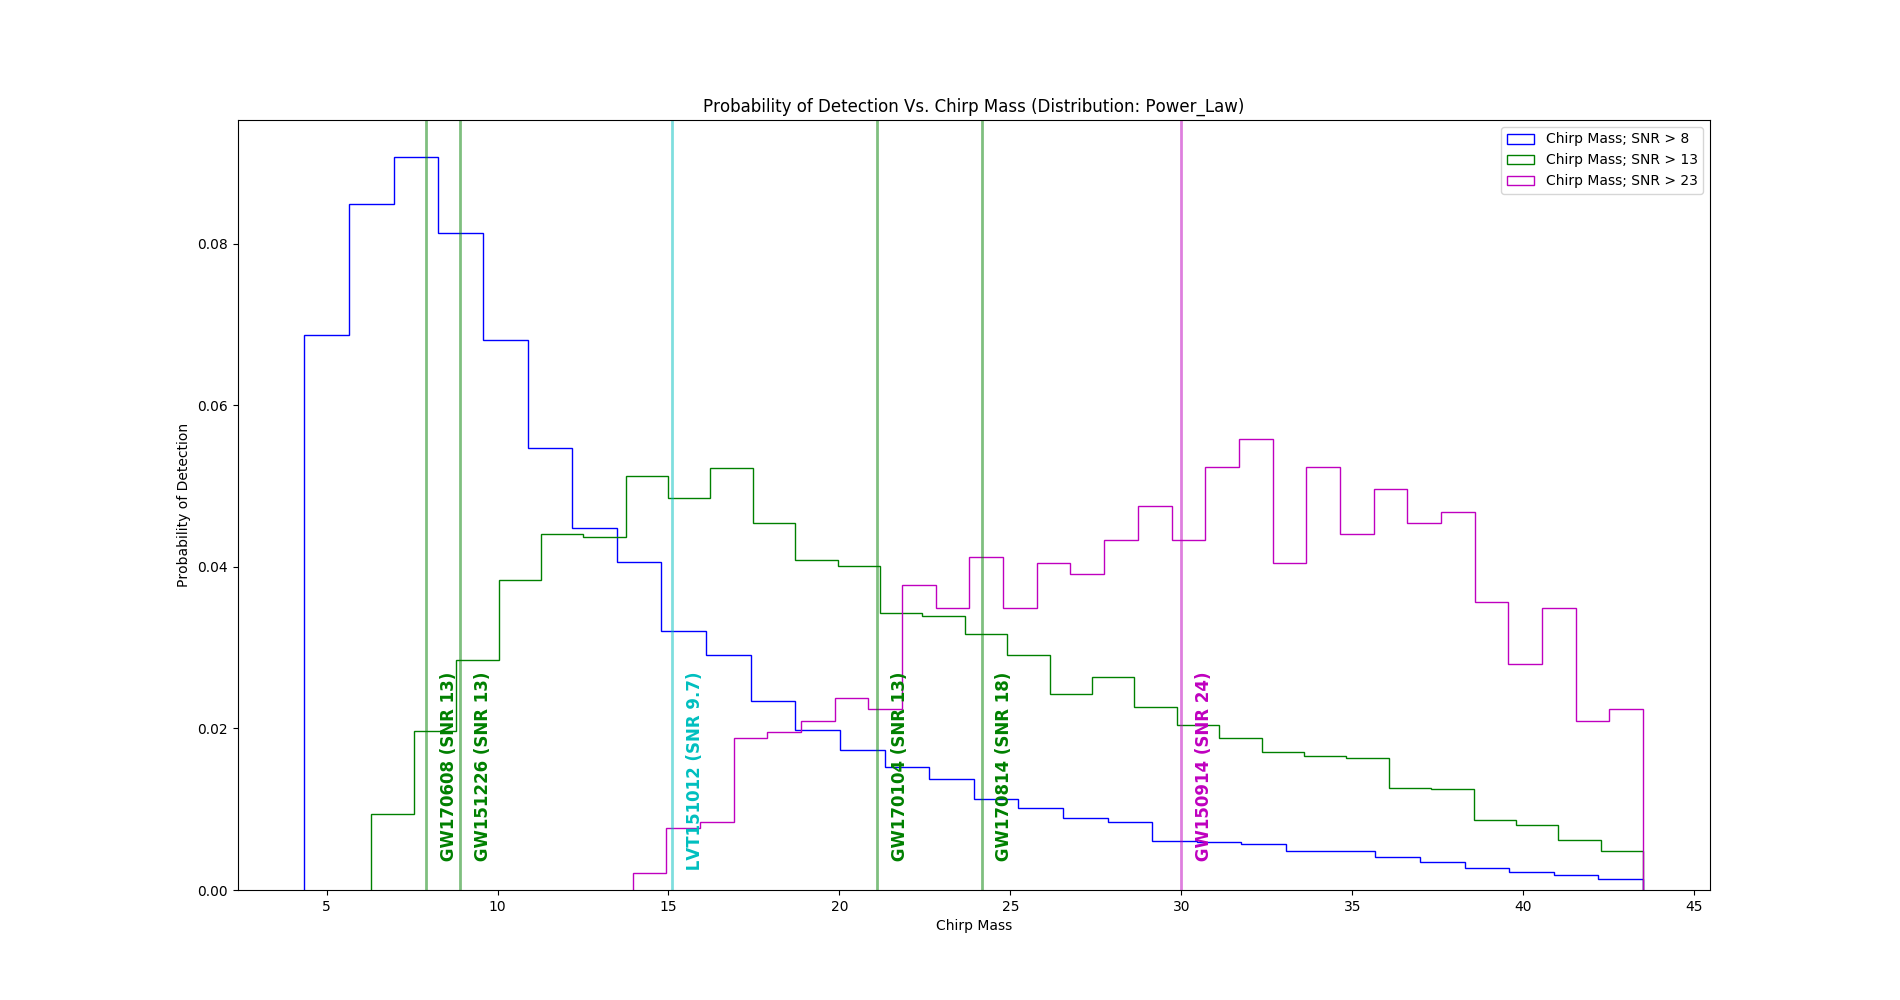 Probability of Detection Vs. Chirp Mass (Distribution: Power_Law)
Chirp Mass; SNR > 8
Chirp Mass; SNR > 13
Chirp Mass; SNR > 23
Probability of Detection
0.08
0.06
0.04
0.02
0.00
GW170608 (SNR 13)
GW151226 (SNR 13)
LVT151012 (SNR 9.7)
GW170104 (SNR 13)
GW170814 (SNR 18)
GW150914 (SNR 24)
5 10 15 20 25 30 35 40 45
Chirp Mass